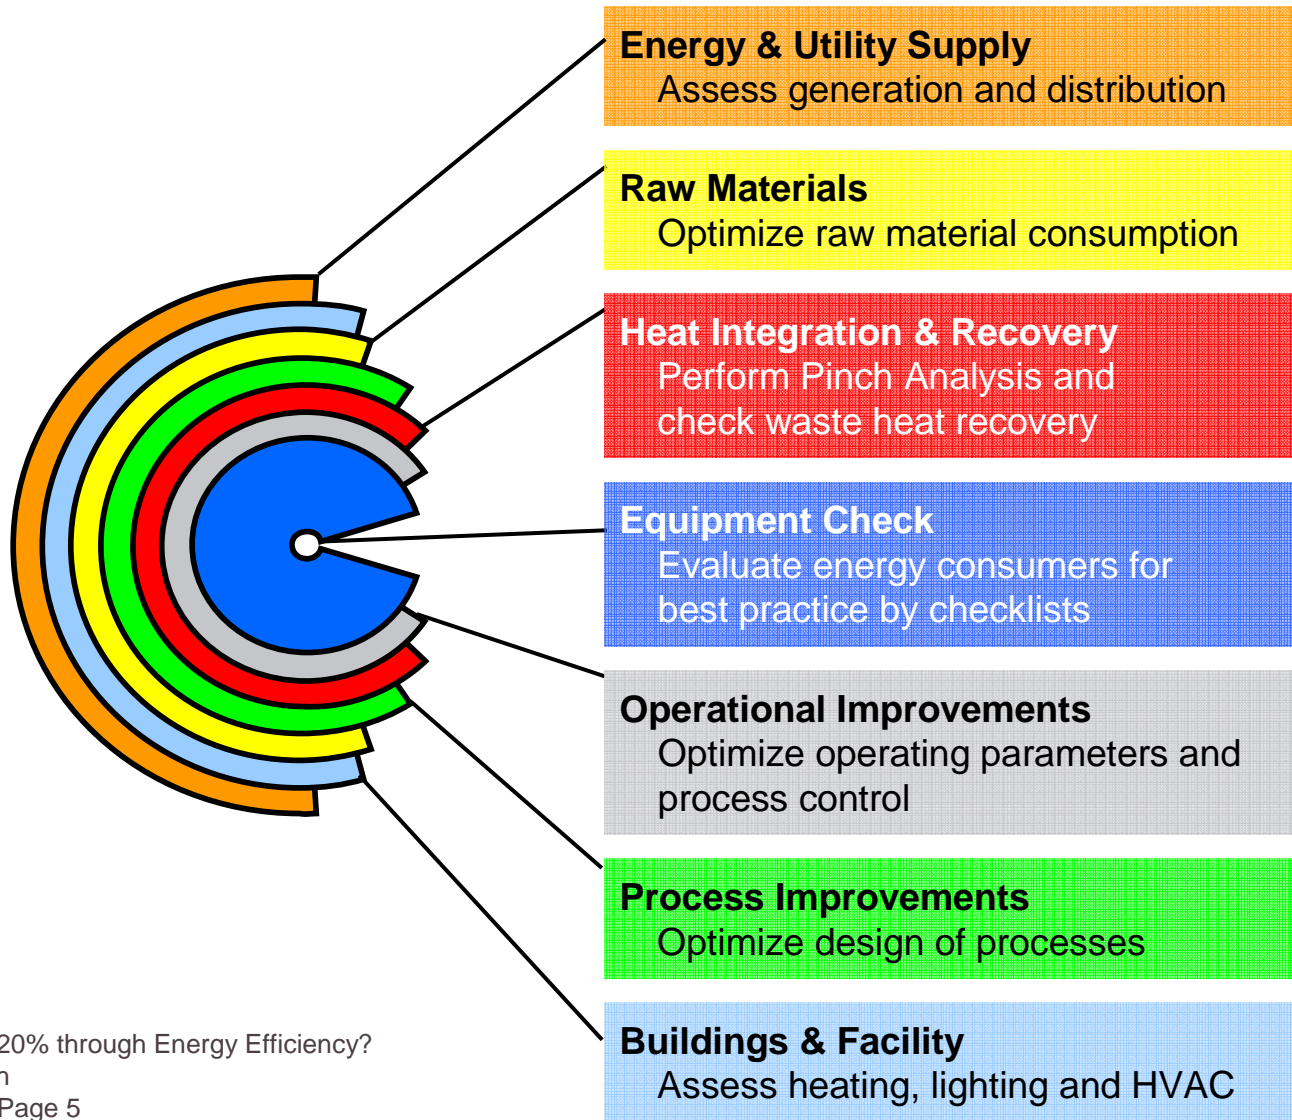 Energy & Utility Supply
Assess generation and distribution
Raw Materials
Optimize raw material consumption
Heat Integration & Recovery
Perform Pinch Analysis and
check waste heat recovery
Equipment Check
Evaluate energy consumers for
best practice by checklists
Operational Improvements
Optimize operating parameters and
process control
Process Improvements
Optimize design of processes
Buildings & Facility
Assess heating, lighting and HVAC
20% through Energy Efficiency?
n
Page 5